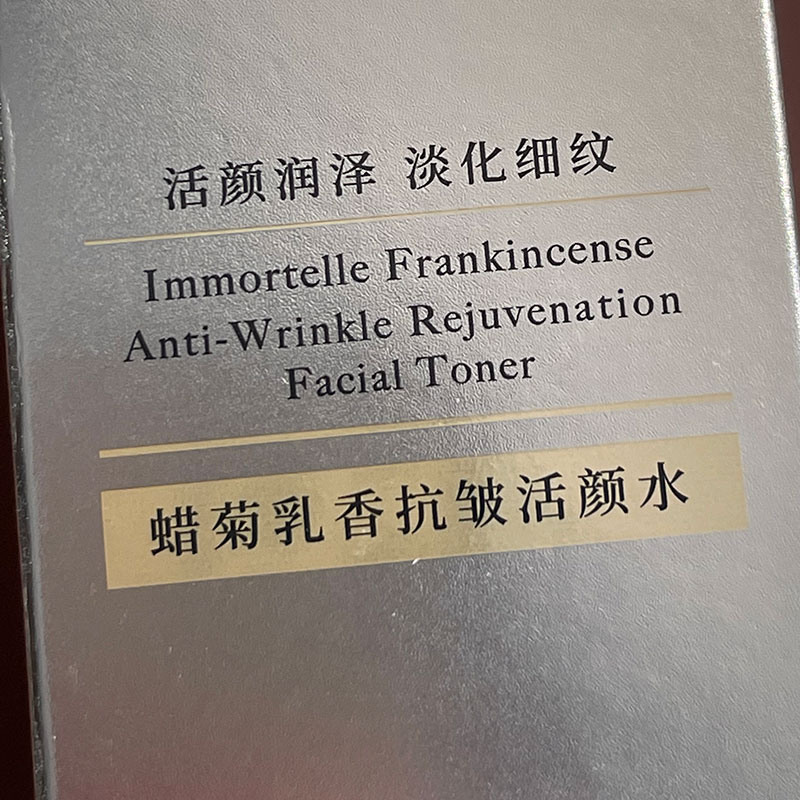 活颜润泽 淡化细纹
Immortelle Frankincense
Anti-Wrinkle Rejuvenation
Facial Toner
蜡菊乳香抗皱活颜水